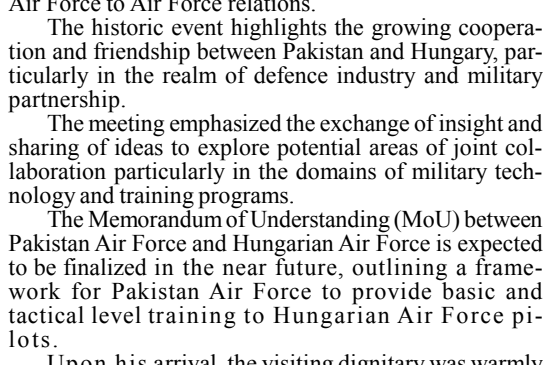 Air Force to Air Force relations.
The historic event highlights the growing coopera-
tion and friendship between Pakistan and Hungary, par-
ticularly in the realm of defence industry and military
partnership.
The meeting emphasized the exchange of insight and
sharing of ideas to explore potential areas of joint col-
laboration particularly in the domains of military tech-
nology and training programs.
The Memorandum of Understanding (MoU) between
Pakistan Air Force and Hungarian Air Force is expected
to be finalized in the near future, outlining a frame-
work for Pakistan Air Force to provide basic and
tactical level training to Hungarian Air Force pi-
lots.
Upon his arrival, the visiting dignitary was warmly